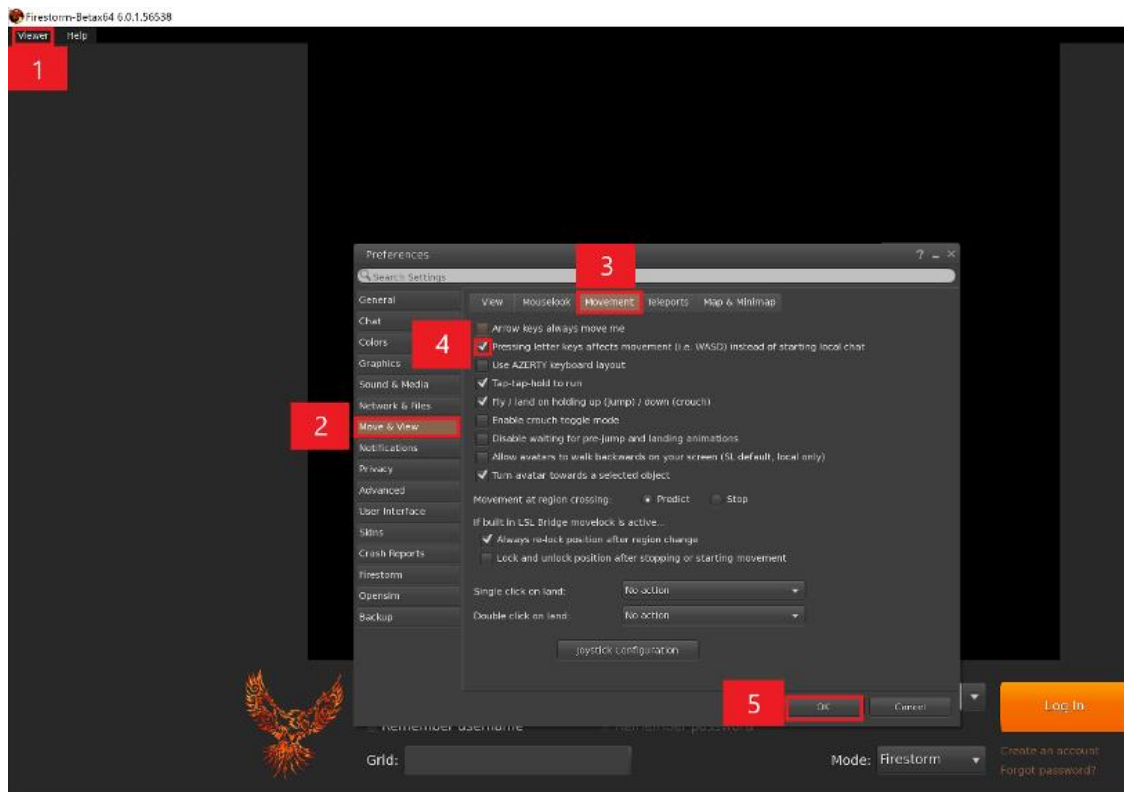 Firestorm-Betax64 6.0.1.56538
Viewer Help
1
Preferences
? – ×
3
Search Settings
General
View Mouselook Movement Teleports Map & Minimap
Chat
Arrow keys always move me
Colors
4
Pressing letter keys affects movement (i.e. WASD) instead of starting local chat
Graphics
Use AZERTY keyboard layout
Sound & Media
Tap-tap-hold to run
Network & Files
Fly / land on holding up (jump) / down (crouch)
2
Move & View
Enable crouch toggle mode
Notifications
Disable waiting for pre-jump and landing animations
Privacy
Allow avatars to walk backwards on your screen (SL default, local only)
Turn avatar towards a selected object
Advanced
Movement at region crossing: Predict Stop
User Interface
If built in LSL Bridge movelock is active...
Skins
Always re-lock position after region change
Crash Reports
Lock and unlock position after stopping or starting movement
Firestorm
Single click on land: No action
Opensim
Double click on land: No action
Backup
Joystick Configuration
5
OK Cancel
Log In
Remember username Remember password
Grid:
Mode: Firestorm
Create an account
Forgot password?